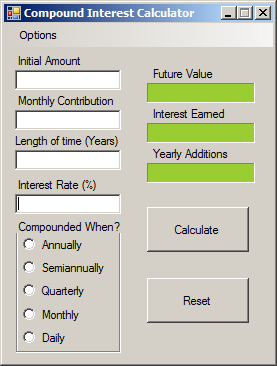 Compound Interest Calculator
Options
Initial Amount
Monthly Contribution
Length of time (Years)
Interest Rate (%)
Compounded When?
Annually
Semiannually
Quarterly
Monthly
Daily
Future Value
Interest Earned
Yearly Additions
Calculate
Reset